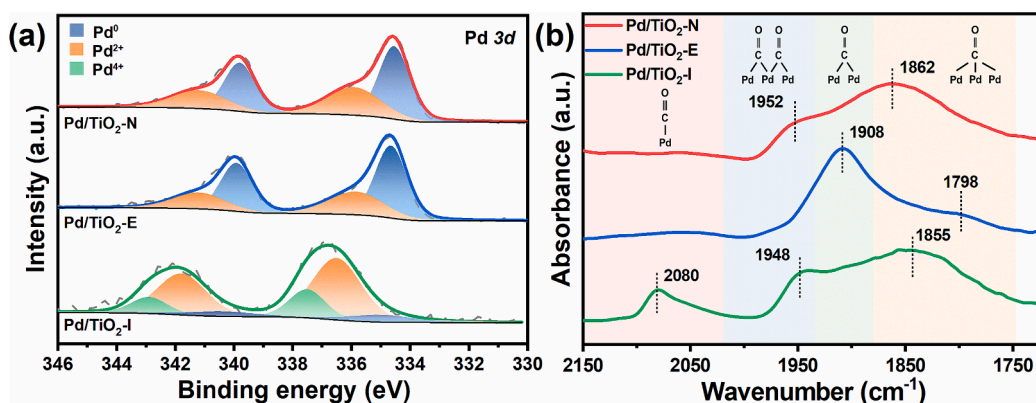 (a)
Pd⁰
Pd²⁺
Pd⁴⁺
Pd 3d
Pd/TiO₂-N
Pd/TiO₂-E
Pd/TiO₂-I
Intensity (a.u.)
346 344 342 340 338 336 334 332 330
Binding energy (eV)
(b)
Pd/TiO₂-N
Pd/TiO₂-E
Pd/TiO₂-I
O
C
Pd
O O
C C
Pd Pd Pd
O
C
Pd Pd
O
C
Pd Pd Pd
1952
1862
1908
1798
2080
1948
1855
Absorbance (a.u.)
2150 2050 1950 1850 1750
Wavenumber (cm⁻¹)